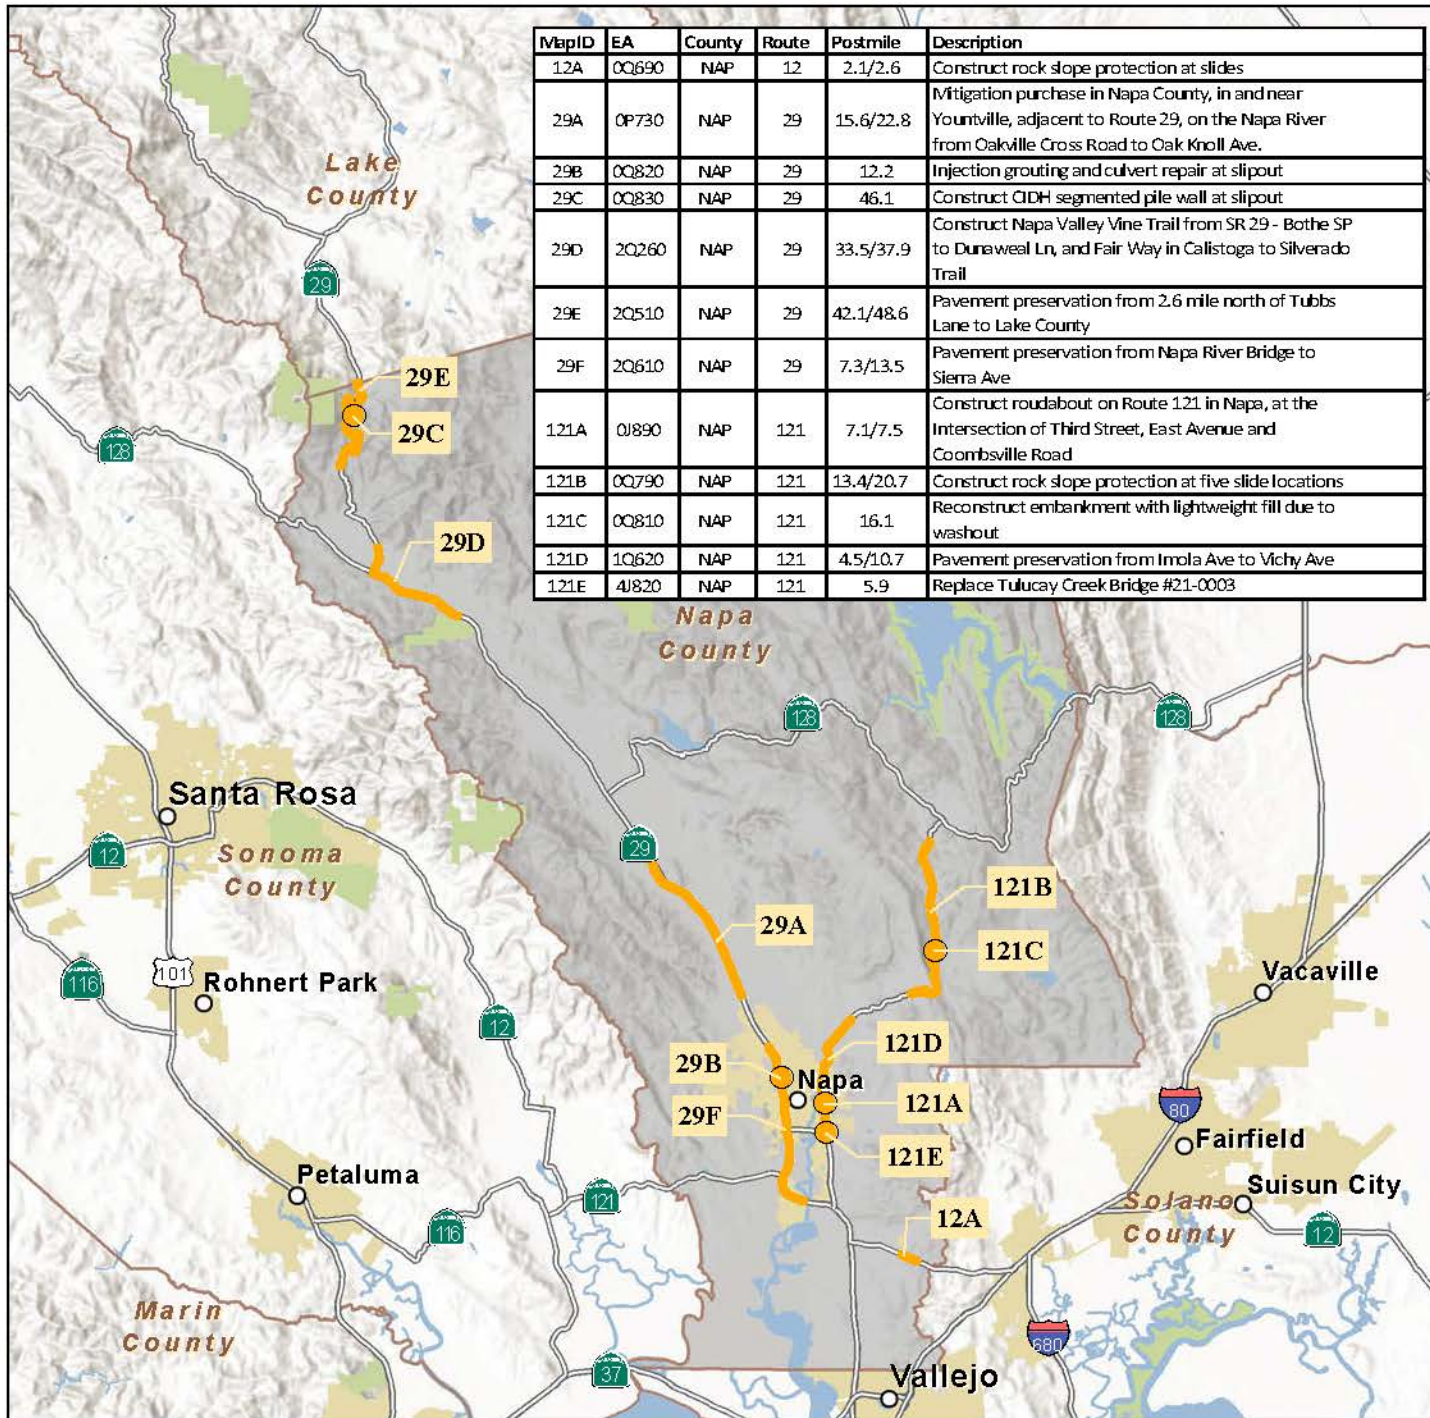 MapID EA County Route Postmile Description
12A 0Q690 NAP 12 2.1/2.6 Construct rock slope protection at slides
29A 0P730 NAP 29 15.6/22.8 Mitigation purchase in Napa County, in and near
Yountville, adjacent to Route 29, on the Napa River
from Oakville Cross Road to Oak Knoll Ave.
29B 0Q820 NAP 29 12.2 Injection grouting and culvert repair at slipout
29C 0Q830 NAP 29 46.1 Construct CIDH segmented pile wall at slipout
29D 2Q260 NAP 29 33.5/37.9 Construct Napa Valley Vine Trail from SR 29 - Bothe SP
to Dunaweal Ln, and Fair Way in Calistoga to Silverado
Trail
29E 2Q510 NAP 29 42.1/48.6 Pavement preservation from 2.6 mile north of Tubbs
Lane to Lake County
29F 2Q610 NAP 29 7.3/13.5 Pavement preservation from Napa River Bridge to
Sierra Ave
121A 0J890 NAP 121 7.1/7.5 Construct roudabout on Route 121 in Napa, at the
Intersection of Third Street, East Avenue and
Coombsville Road
121B 0Q790 NAP 121 13.4/20.7 Construct rock slope protection at five slide locations
121C 0Q810 NAP 121 16.1 Reconstruct embankment with lightweight fill due to
washout
121D 1Q620 NAP 121 4.5/10.7 Pavement preservation from Imola Ave to Vichy Ave
121E 4J820 NAP 121 5.9 Replace Tulucay Creek Bridge #21-0003
Lake
County
29
29E
29C
128
29D
Napa
County
128
128
Santa Rosa
12
Sonoma
County
29
121B
29A
121C
Vacaville
101
116
Rohnert Park
12
121D
29B
Napa
80
121A
29F
Fairfield
121E
Petaluma
121
Suisun City
Solano
County
12A
116
12
Marin
County
680
37
Vallejo